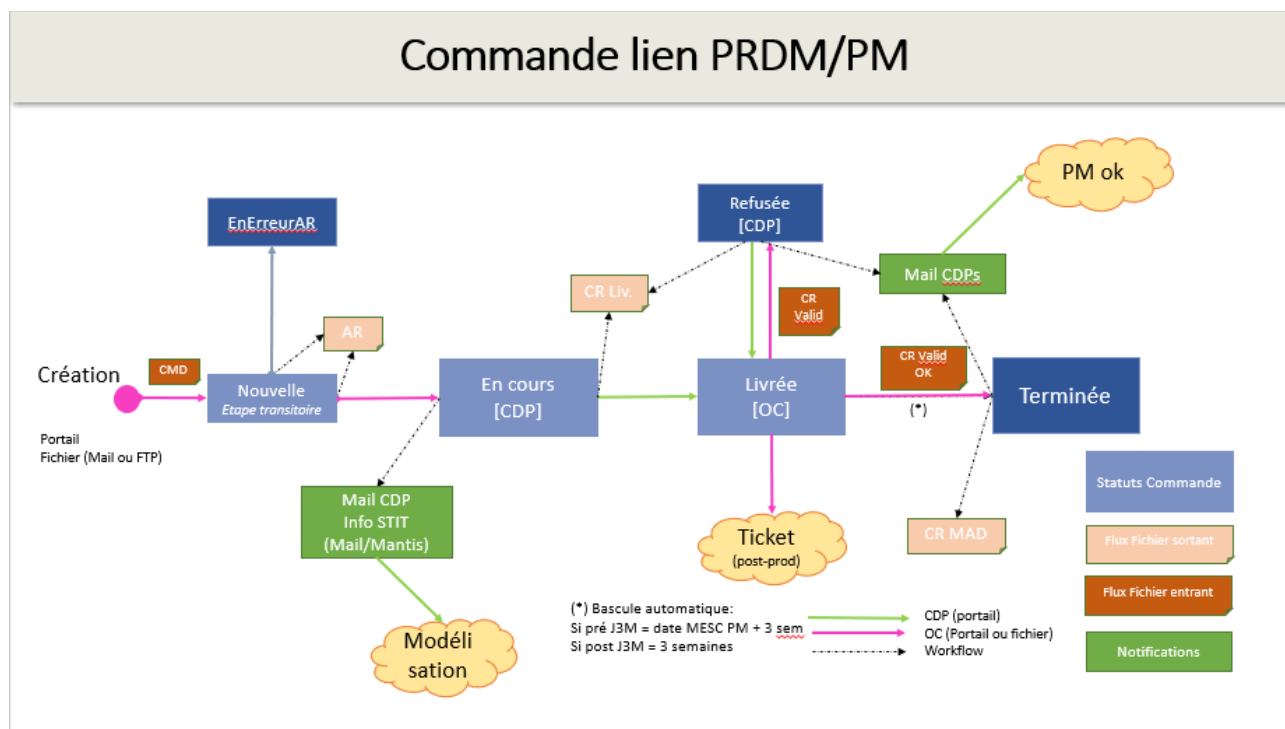 Commande lien PRDM/PM
PM ok
Refusée
[CDP]
EnErreurAR
Mail CDPs
CR Liv.
CR
Valid
AR
CR Valid
OK
CMD
Création
Nouvelle
Etape transitoire
En cours
[CDP]
Livrée
[OC]
(*)
Terminée
Portail
Fichier (Mail ou FTP)
Statuts Commande
Mail CDP
Info STIT
(Mail/Mantis)
Ticket
(post-prod)
CR MAD
Flux Fichier sortant
Flux Fichier entrant
(*) Bascule automatique:
Si pré J3M = date MESC PM + 3 sem
Si post J3M = 3 semaines
CDP (portail)
OC (Portail ou fichier)
Workflow
Notifications
Modéli
sation